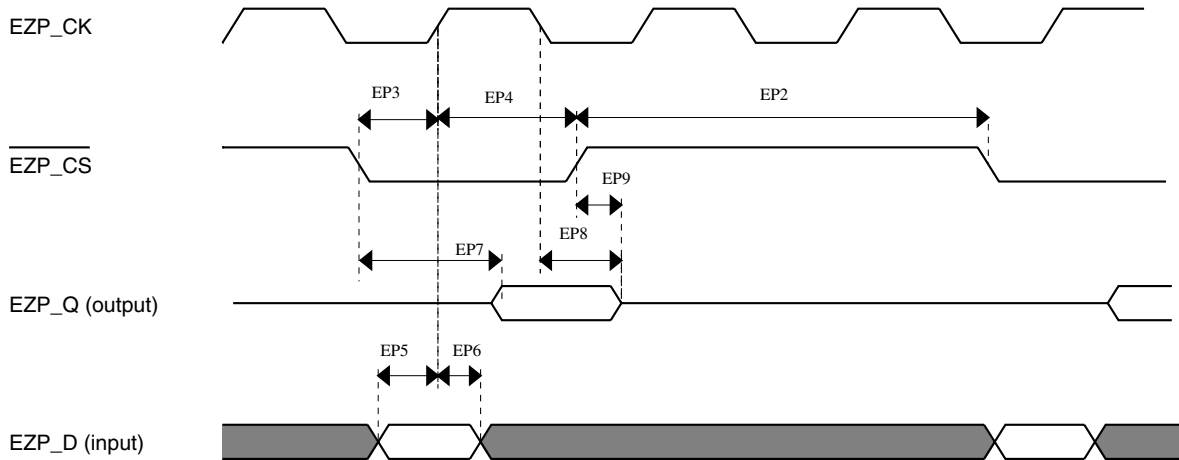 EZP_CK
EP3
EP4
EP2
EZP_CS
EP9
EP8
EP7
EZP_Q (output)
EP5
EP6
EZP_D (input)